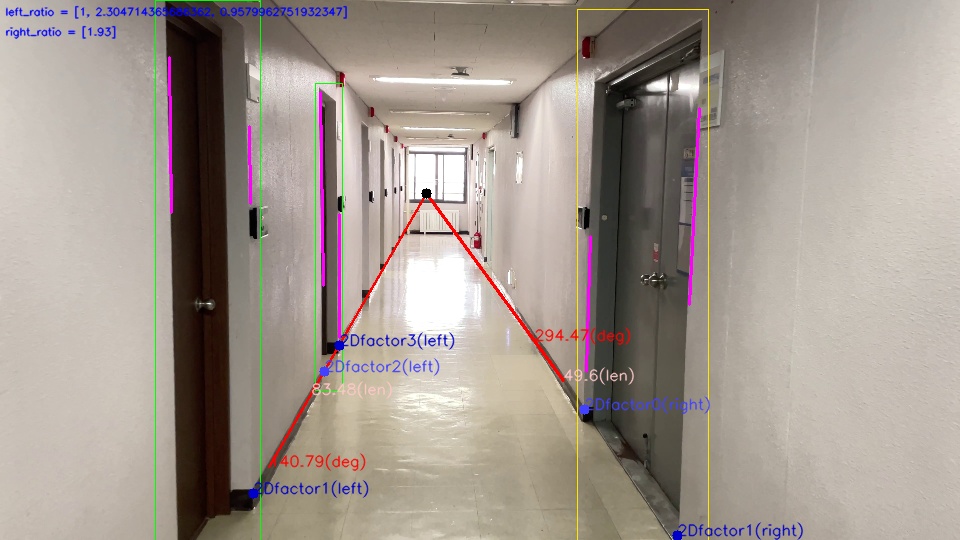 left_ratio = [1, 2.304714365666362, 0.9579962751932347]
right_ratio = [1.93]
294.47(deg)
2Dfactor3(left)
2Dfactor2(left)
49.6(len)
83.48(len)
2Dfactor0(right)
40.79(deg)
2Dfactor1(left)
2Dfactor1(right)